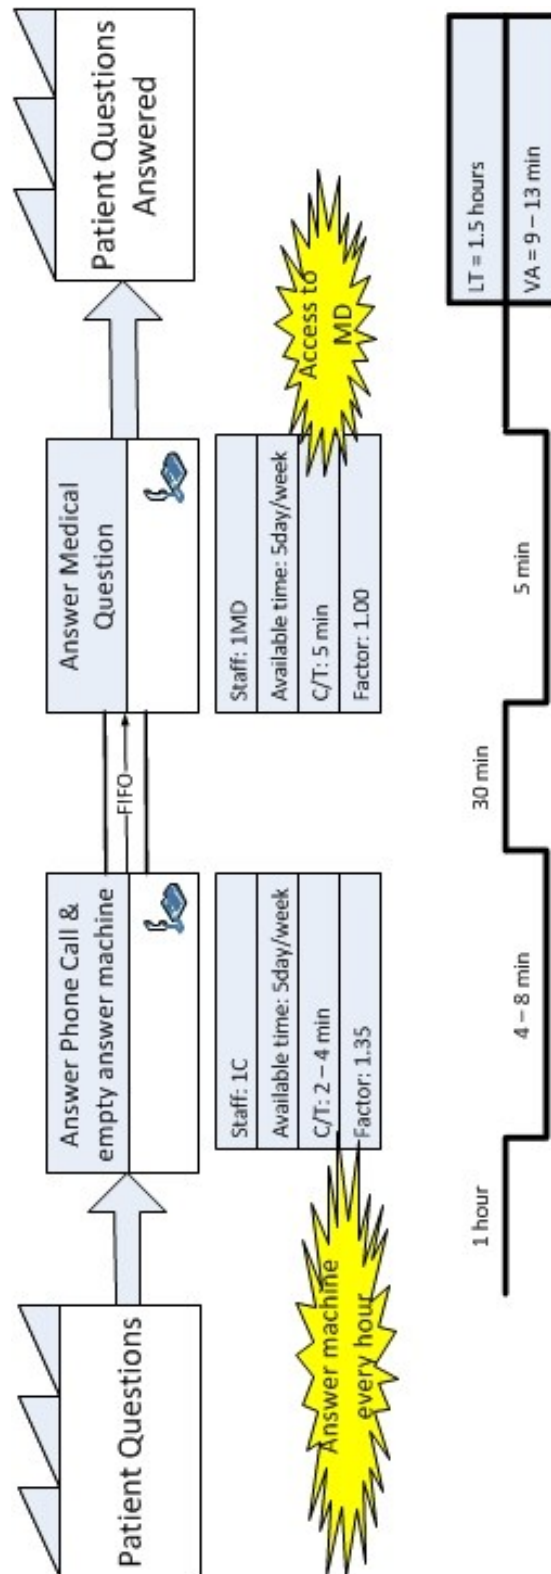 Patient Questions
Answer Phone Call &
empty answer machine
FIFO
Answer Medical
Question
Patient Questions
Answered
Answer machine
every hour
Staff: 1C
Available time: 5day/week
C/T: 2 – 4 min
Factor: 1.35
Staff: 1MD
Available time: 5day/week
C/T: 5 min
Factor: 1.00
Access to
MD
1 hour
4 – 8 min
30 min
5 min
LT = 1.5 hours
VA = 9 – 13 min